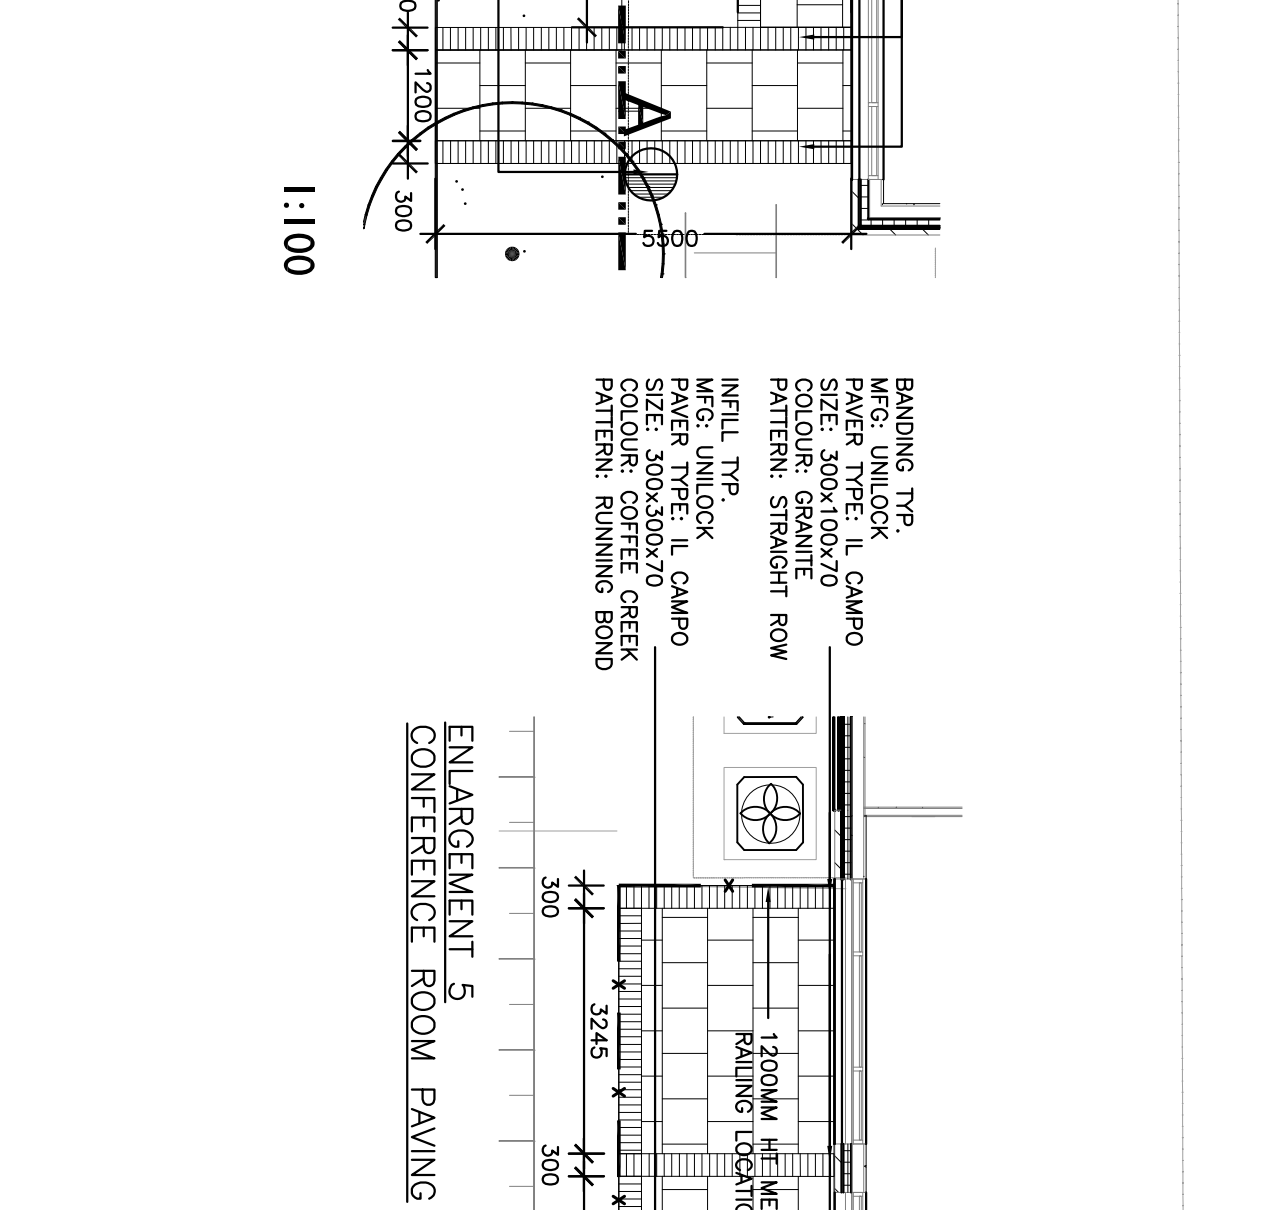 1200
300
5500
A
1:100
BANDING TYP.
MFG: UNILOCK
PAVER TYPE: IL CAMPO
SIZE: 300x100x70
COLOUR: GRANITE
PATTERN: STRAIGHT ROW
INFILL TYP.
MFG: UNILOCK
PAVER TYPE: IL CAMPO
SIZE: 300x300x70
COLOUR: COFFEE CREEK
PATTERN: RUNNING BOND
1200MM HT
RAILING
300
3245
300
ENLARGEMENT 5
CONFERENCE ROOM PAVING